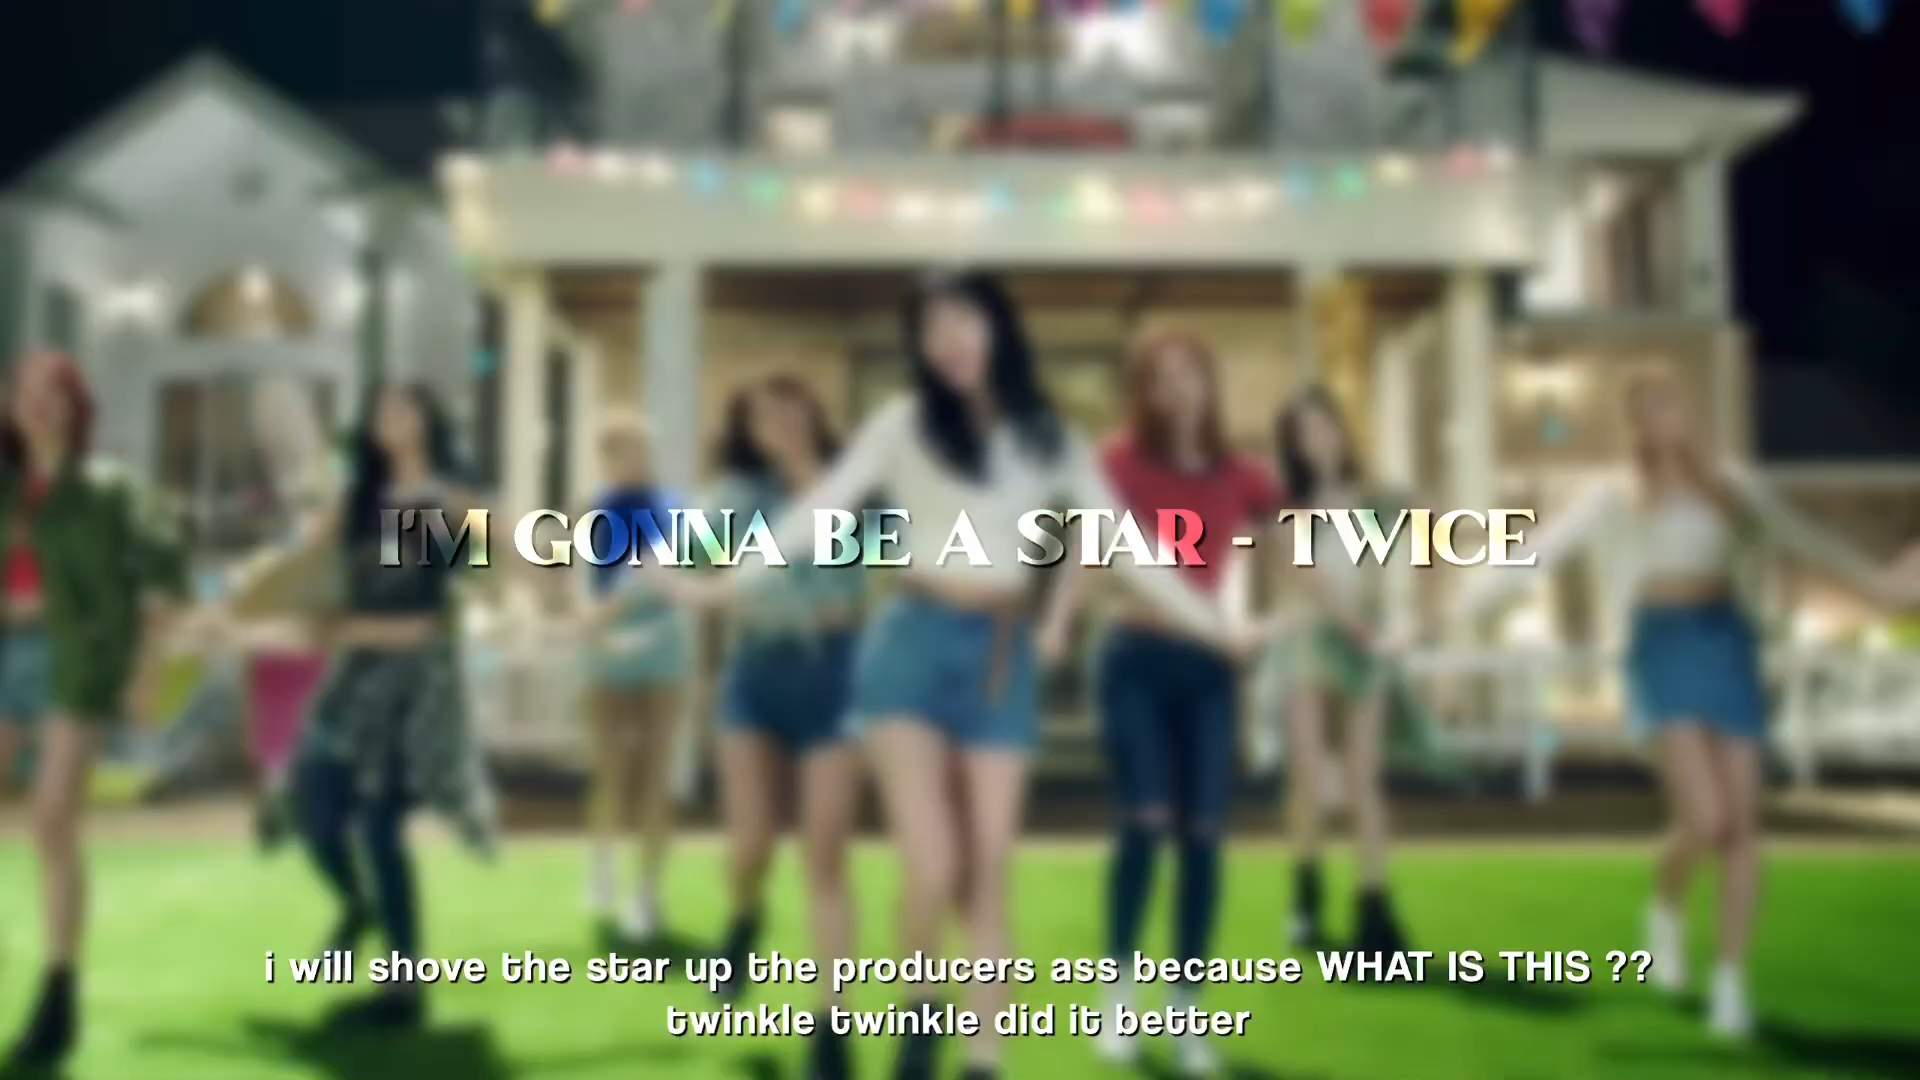 I'M GONNA BE A STAR - TWICE
i will shove the star up the producers ass because WHAT IS THIS ??
twinkle twinkle did it better